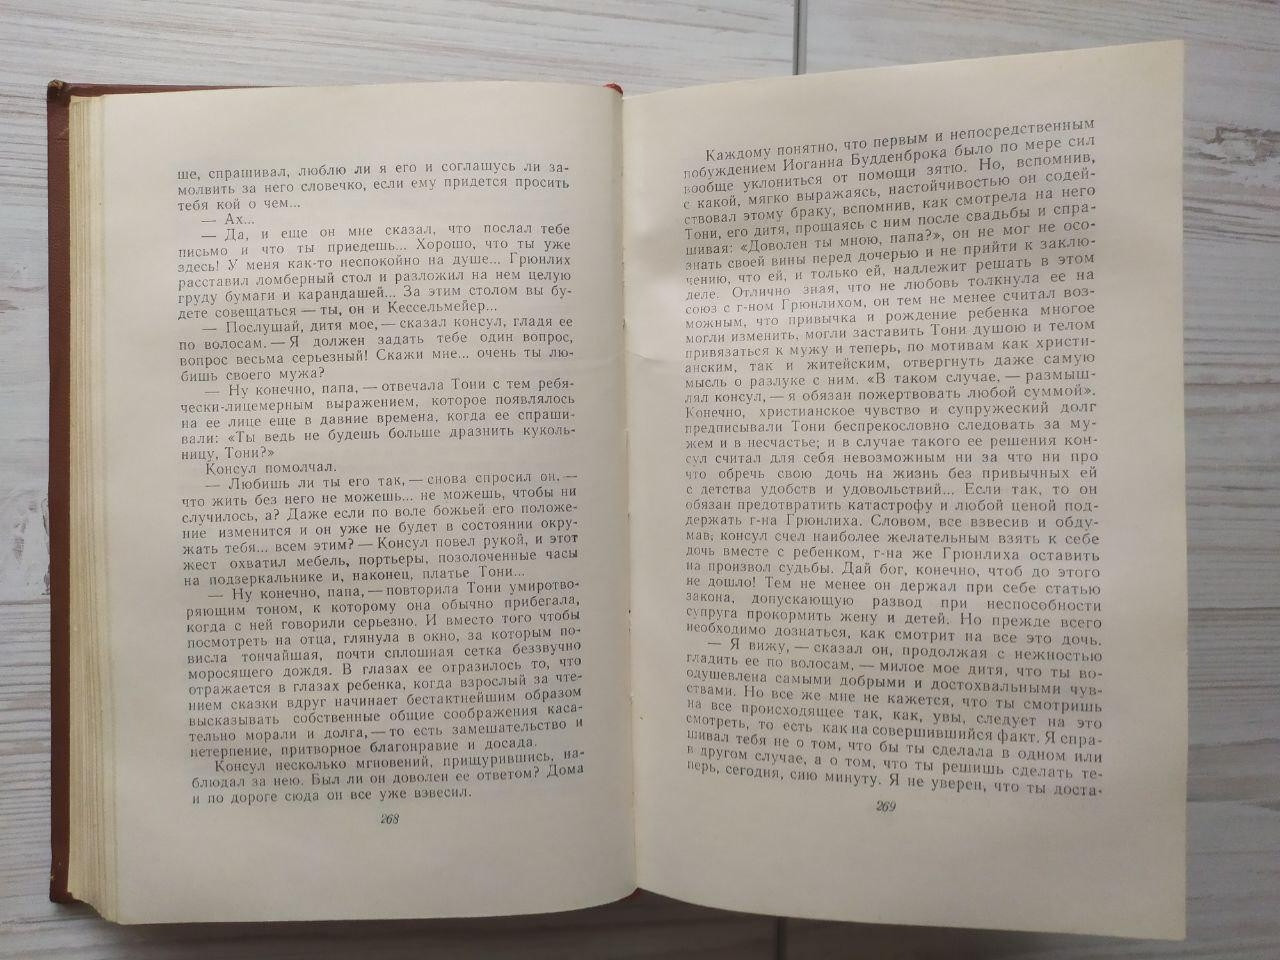 ше, спрашивал, люблю ли я его и соглашусь ли за-
молвить за него словечко, если ему придется просить
тебя кой о чем...
— Ах...
— Да, и еще он мне сказал, что послал тебе
письмо и что ты приедешь... Хорошо, что ты уже
здесь! У меня как-то неспокойно на душе... Грюнлих
расставил ломберный стол и разложил на нем целую
груду бумаги и карандашей... За этим столом вы бу-
дете совещаться — ты, он и Кессельмейер...
— Послушай, дитя мое, — сказал консул, гладя ее
по волосам. — Я должен задать тебе один вопрос,
вопрос весьма серьезный! Скажи мне... очень ты лю-
бишь своего мужа?
— Ну конечно, папа, — отвечала Тони с тем ребя-
чески-лицемерным выражением, которое появлялось
на ее лице еще в давние времена, когда ее спраши-
вали: «Ты ведь не будешь больше дразнить куколь-
ницу, Тони?»
Консул помолчал.
— Любишь ли ты его так, — снова спросил он, —
что жить без него не можешь... не можешь, чтобы ни
случилось, а? Даже если по воле божьей его положе-
ние изменится и он уже не будет в состоянии окру-
жать тебя... всем этим? — Консул повел рукой, и этот
жест охватил мебель, портьеры, позолоченные часы
на подзеркальнике и, наконец, платье Тони...
— Ну конечно, папа, — повторила Тони умиротво-
ряющим тоном, к которому она обычно прибегала,
когда с ней говорили серьезно. И вместо того чтобы
посмотреть на отца, глянула в окно, за которым по-
висла тончайшая, почти сплошная сетка беззвучно
моросящего дождя. В глазах ее отразилось то, что
отражается в глазах ребенка, когда взрослый за чте-
нием сказки вдруг начинает бестактнейшим образом
высказывать собственные общие соображения каса-
тельно морали и долга, — то есть замешательство и
нетерпение, притворное благонравие и досада.
Консул несколько мгновений, прищурившись, на-
блюдал за нею. Был ли он доволен ее ответом? Дома
и по дороге сюда он все уже взвесил.
268
Каждому понятно, что первым и непосредственным
побуждением Иоганна Будденброка было по мере сил
вообще уклониться от помощи зятю. Но, вспомнив,
с какой, мягко выражаясь, настойчивостью он содей-
ствовал этому браку, вспомнив, как смотрела на него
Тони, его дитя, прощаясь с ним после свадьбы и спра-
шивая: «Доволен ты мною, папа?», он не мог не осо-
знать своей вины перед дочерью и не прийти к заклю-
чению, что ей, и только ей, надлежит решать в этом
деле. Отлично зная, что не любовь толкнула ее на
союз с г-ном Грюнлихом, он тем не менее считал воз-
можным, что привычка и рождение ребенка многое
могли изменить, могли заставить Тони душою и телом
привязаться к мужу и теперь, по мотивам как христи-
анским, так и житейским, отвергнуть даже самую
мысль о разлуке с ним. «В таком случае, — размыш-
лял консул, — я обязан пожертвовать любой суммой».
Конечно, христианское чувство и супружеский долг
предписывали Тони беспрекословно следовать за му-
жем и в несчастье; и в случае такого ее решения кон-
сул считал для себя невозможным ни за что ни про
что обречь свою дочь на жизнь без привычных ей
с детства удобств и удовольствий... Если так, то он
обязан предотвратить катастрофу и любой ценой под-
держать г-на Грюнлиха. Словом, все взвесив и обду-
мав, консул счел наиболее желательным взять к себе
дочь вместе с ребенком, г-на же Грюнлиха оставить
на произвол судьбы. Дай бог, конечно, чтоб до этого
не дошло! Тем не менее он держал при себе статью
закона, допускающую развод при неспособности
супруга прокормить жену и детей. Но прежде всего
необходимо дознаться, как смотрит на все это дочь.
— Я вижу, — сказал он, продолжая с нежностью
гладить ее по волосам, — милое мое дитя, что ты во-
одушевлена самыми добрыми и достохвальными чув-
ствами. Но все же мне не кажется, что ты смотришь
на все происходящее так, как, увы, следует на это
смотреть, то есть как на совершившийся факт. Я спра-
шивал тебя не о том, что бы ты сделала в одном или
в другом случае, а о том, что ты решишь сделать те-
перь, сегодня, сию минуту. Я не уверен, что ты доста-
269